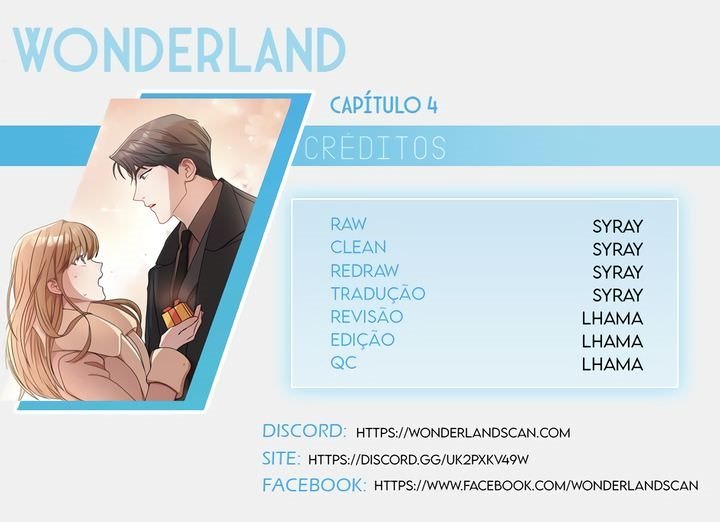 WONDERLAND
CAPÍTULO 4
CRÉDITOS
RAW SYRAY
CLEAN SYRAY
REDRAW SYRAY
TRADUÇÃO SYRAY
REVISÃO LHAMA
EDIÇÃO LHAMA
QC LHAMA
DISCORD: HTTPS://WONDERLANDSCAN.COM
SITE: HTTPS://DISCORD.GG/UK2PXKV49W
FACEBOOK: HTTPS://WWW.FACEBOOK.COM/WONDERLANDSCAN